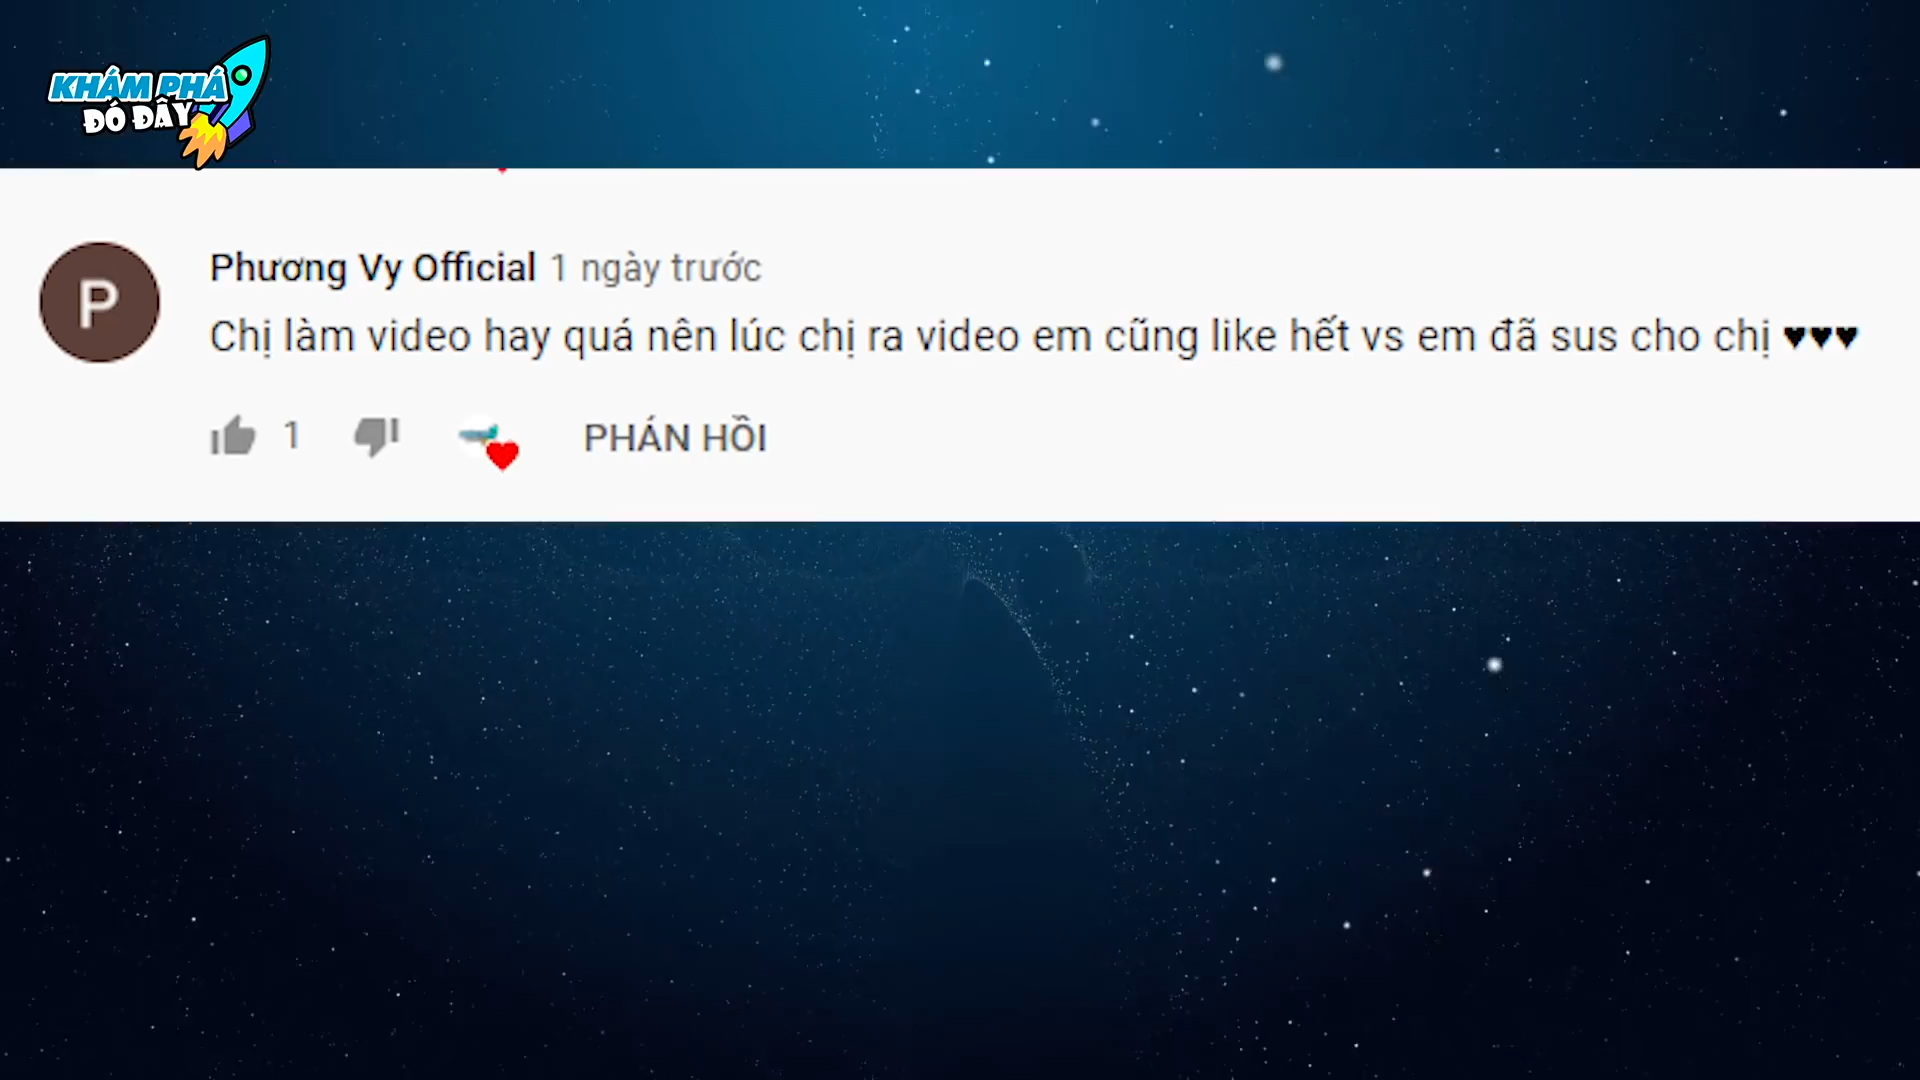 KHÁM PHÁ
ĐÓ ĐÂY
P
Phương Vy Official 1 ngày trước
Chị làm video hay quá nên lúc chị ra video em cũng like hết vs em đã sus cho chị ♥♥♥
1
PHẢN HỒI